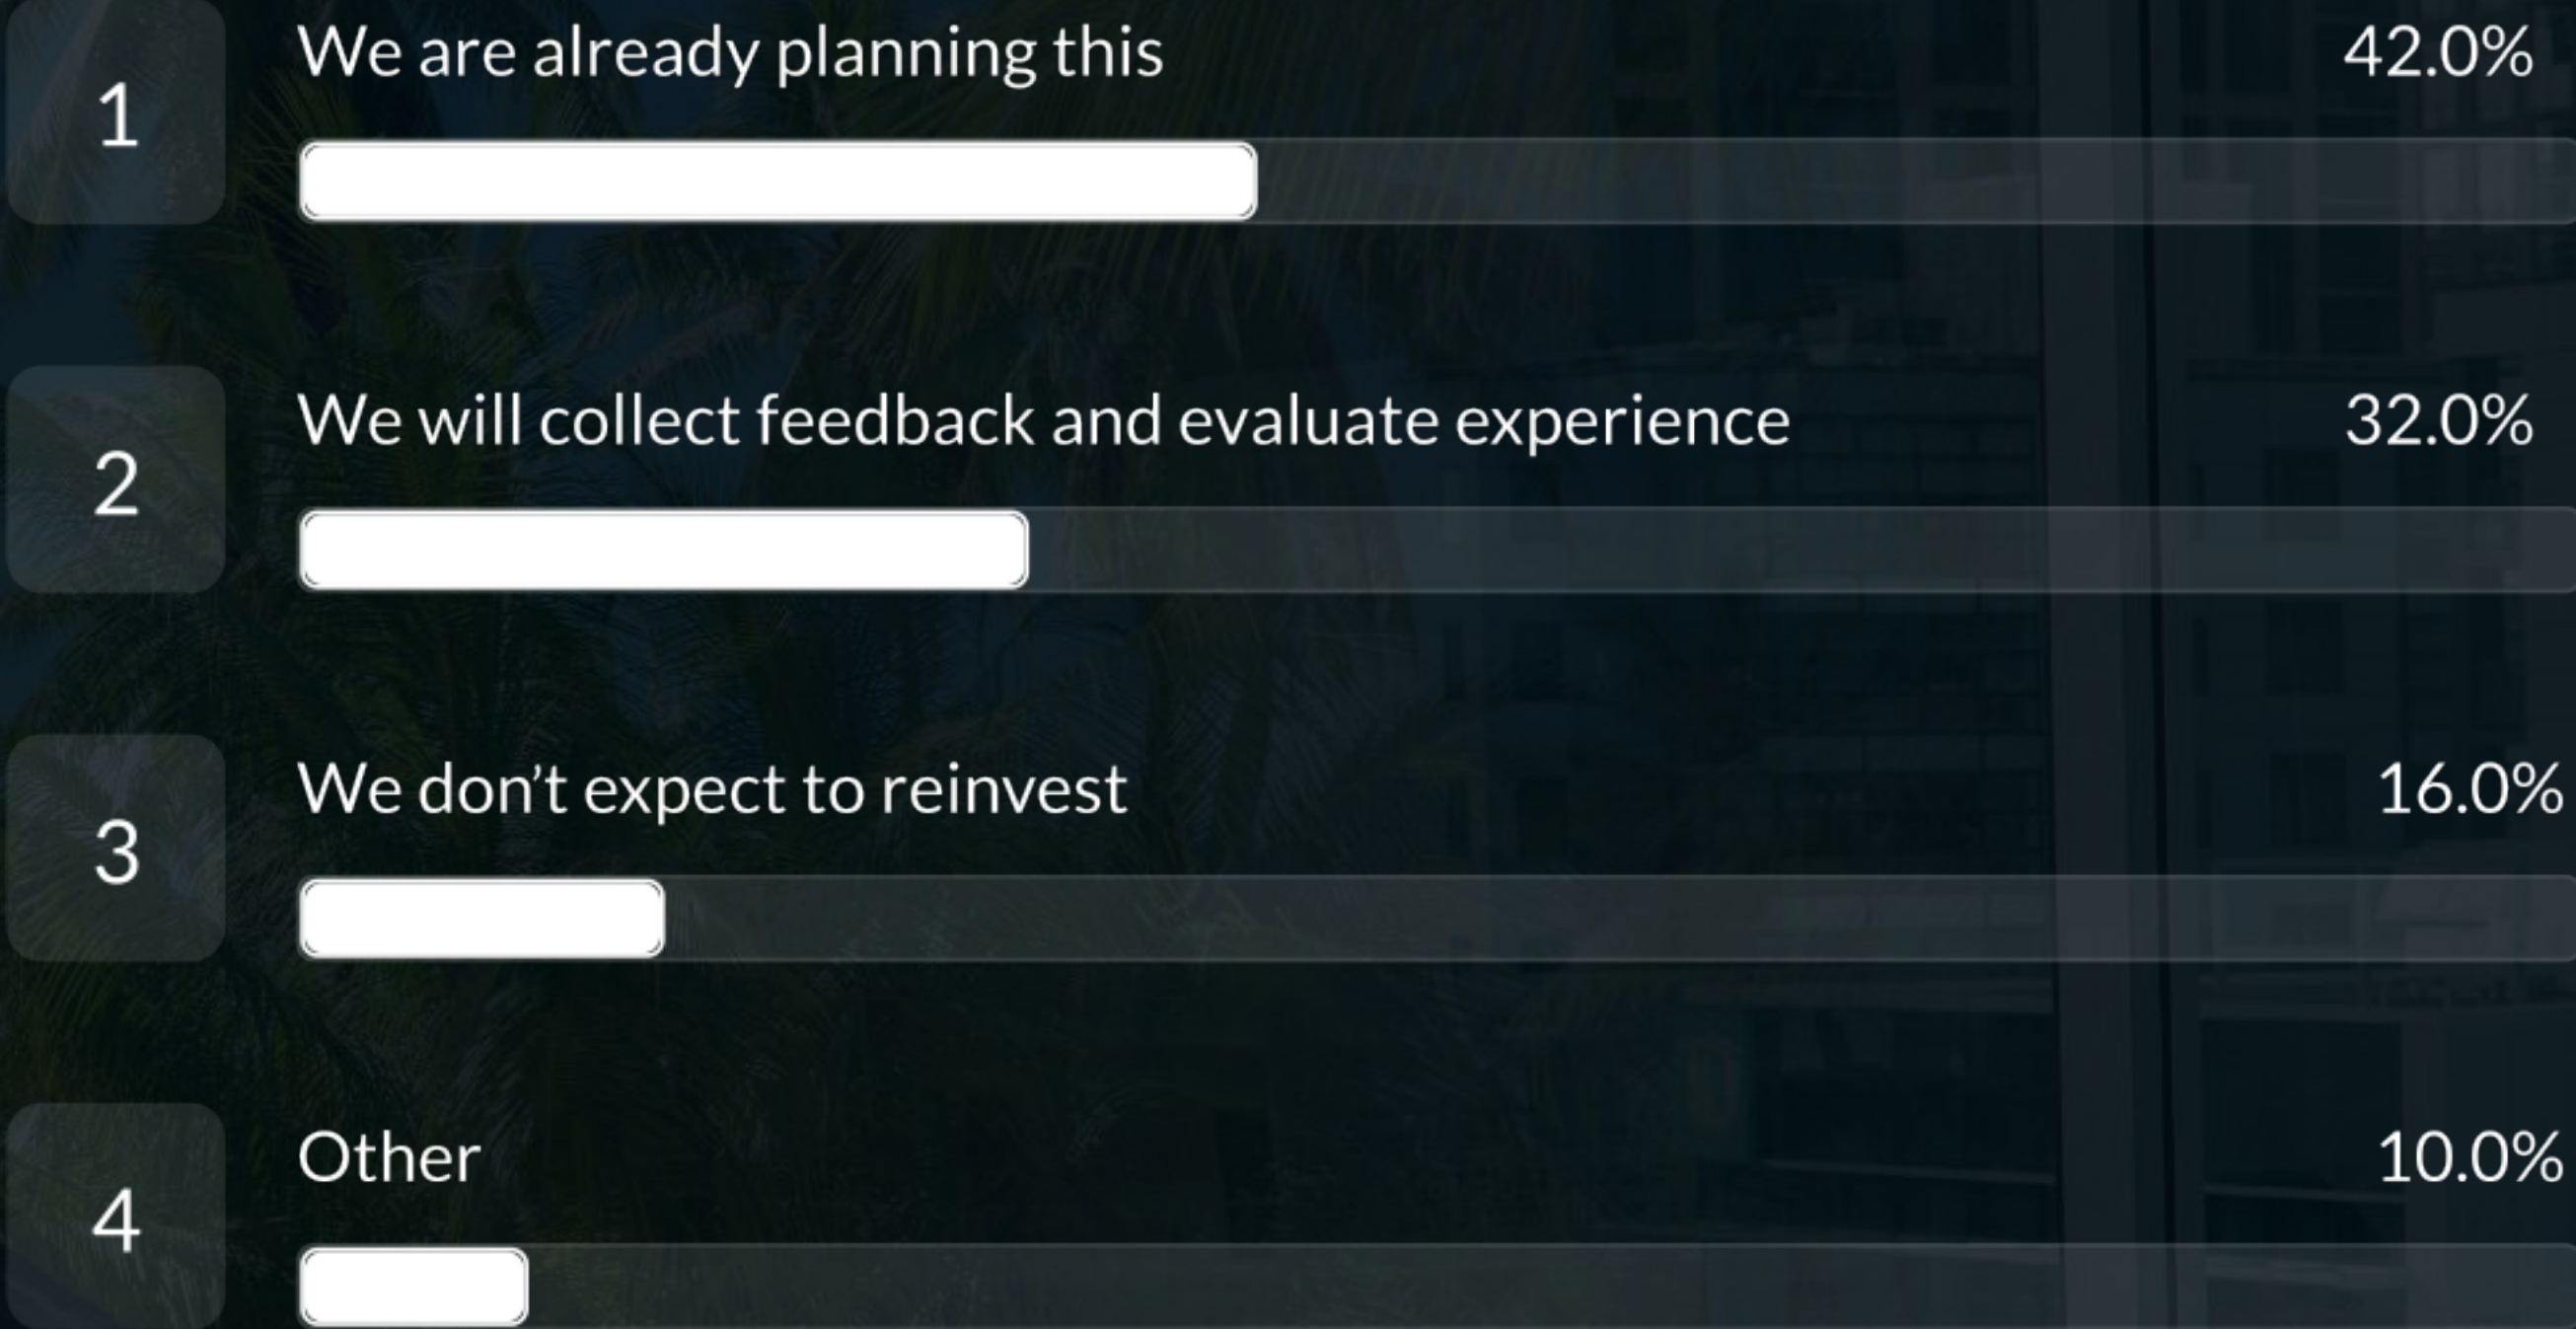 1
We are already planning this 42.0%
2
We will collect feedback and evaluate experience 32.0%
3
We don’t expect to reinvest 16.0%
4
Other 10.0%